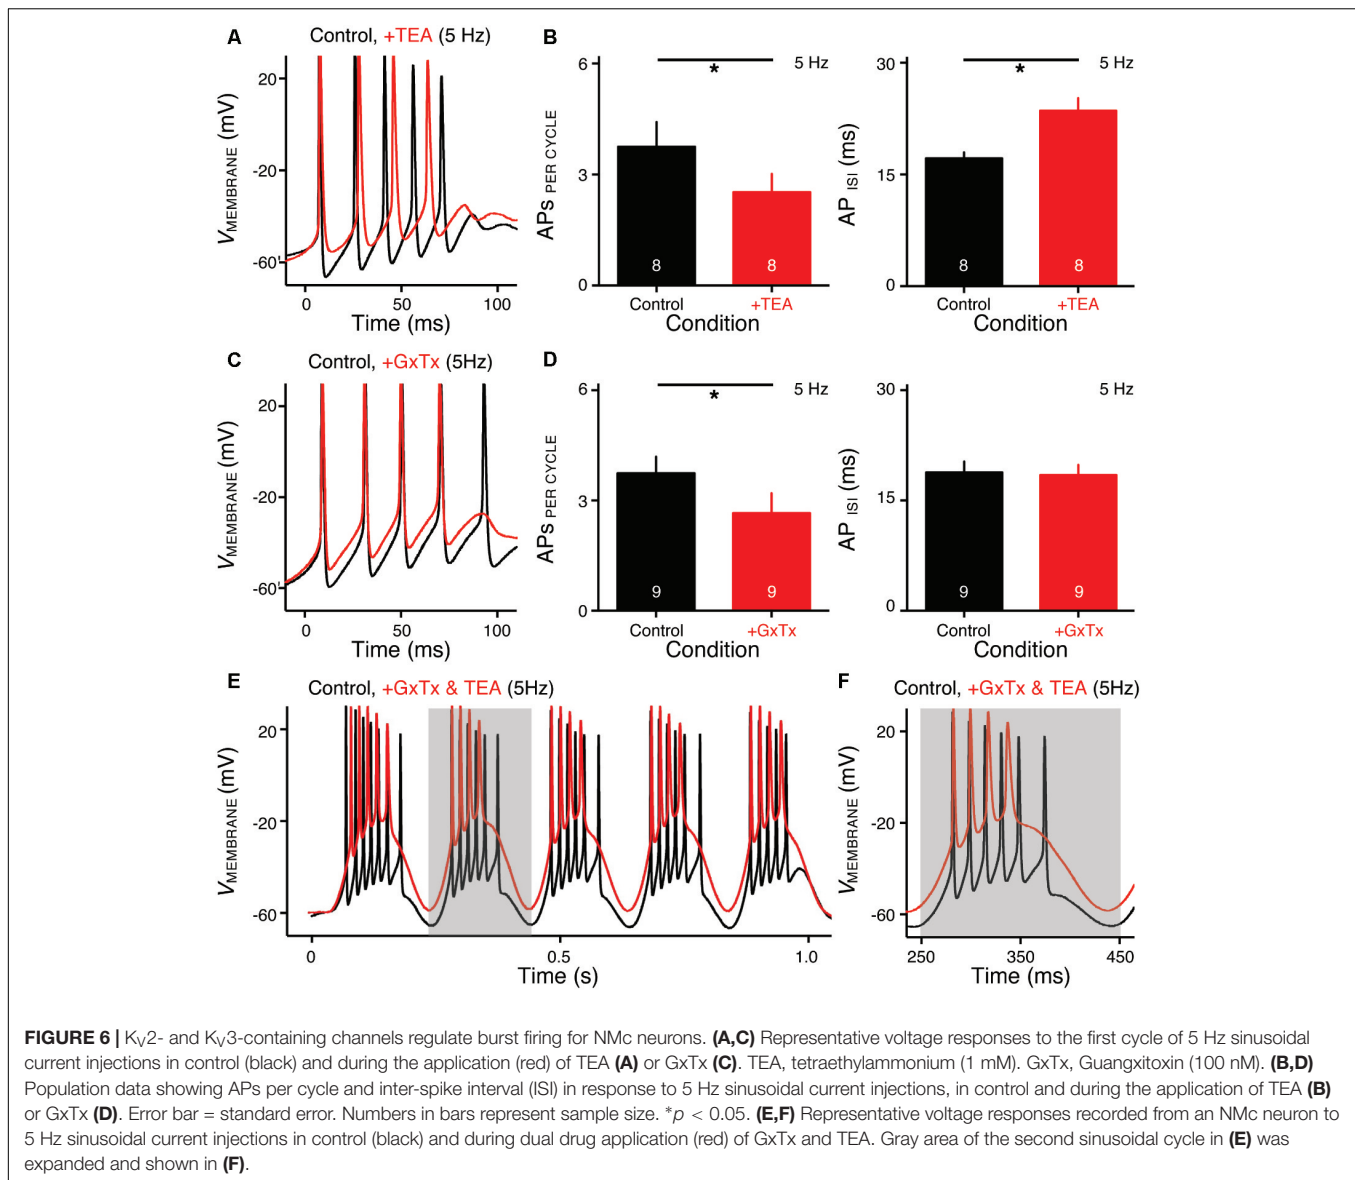 A
Control, +TEA (5 Hz)
VMEMBRANE (mV)
20
-20
-60
0
50
100
Time (ms)
B
APs PER CYCLE
6
3
0
5 Hz
*
8
8
Control
+TEA
Condition
AP ISI (ms)
30
15
0
5 Hz
*
8
8
Control
+TEA
Condition
C
Control, +GxTx (5Hz)
VMEMBRANE (mV)
20
-20
-60
0
50
100
Time (ms)
D
APs PER CYCLE
6
3
0
5 Hz
*
9
9
Control
+GxTx
Condition
AP ISI (ms)
30
15
0
5 Hz
9
9
Control
+GxTx
Condition
E
Control, +GxTx & TEA (5Hz)
VMEMBRANE (mV)
20
-20
-60
0
0.5
1.0
Time (s)
F
Control, +GxTx & TEA (5Hz)
VMEMBRANE (mV)
20
-20
-60
250
350
450
Time (ms)
FIGURE 6 | KV2- and KV3-containing channels regulate burst firing for NMc neurons. (A,C) Representative voltage responses to the first cycle of 5 Hz sinusoidal
current injections in control (black) and during the application (red) of TEA (A) or GxTx (C). TEA, tetraethylammonium (1 mM). GxTx, Guangxitoxin (100 nM). (B,D)
Population data showing APs per cycle and inter-spike interval (ISI) in response to 5 Hz sinusoidal current injections, in control and during the application of TEA (B)
or GxTx (D). Error bar = standard error. Numbers in bars represent sample size. *p < 0.05. (E,F) Representative voltage responses recorded from an NMc neuron to
5 Hz sinusoidal current injections in control (black) and during dual drug application (red) of GxTx and TEA. Gray area of the second sinusoidal cycle in (E) was
expanded and shown in (F).